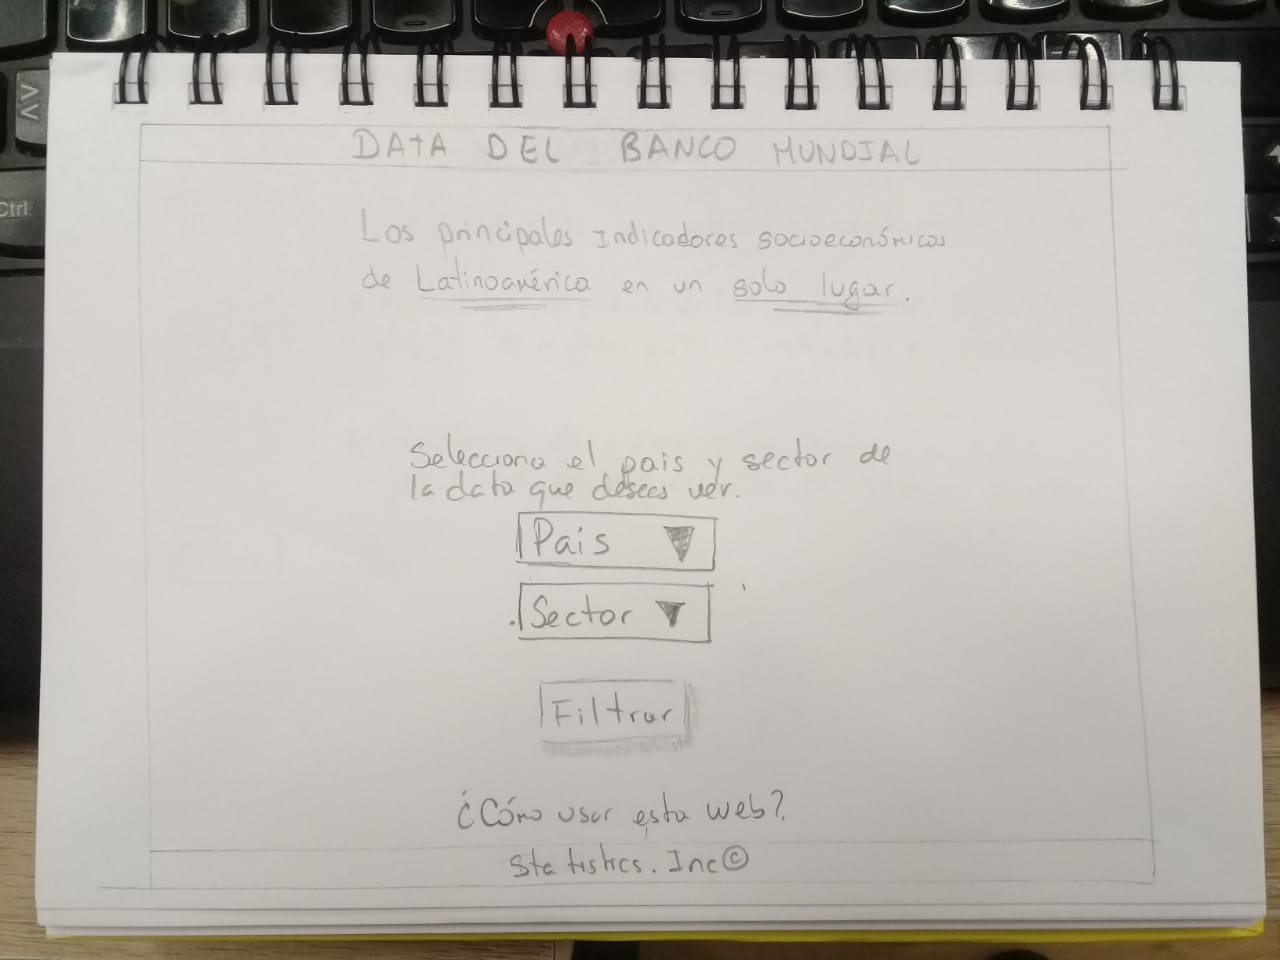 DATA DEL BANCO MUNDIAL
Los principales Indicadores socioeconómicos
de Latinoamérica en un solo lugar.
Selecciona el pais y sector de
la data que desees ver.
Pais
Sector
Filtrar
¿Cómo usar esta web?
Statistics. Inc©
Ctrl